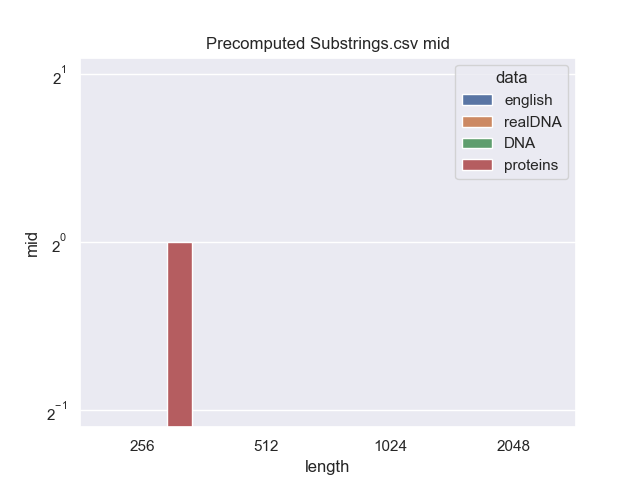 Precomputed Substrings.csv mid
data
english
realDNA
DNA
proteins
2^1
2^0
2^−1
mid
256 512 1024 2048
length